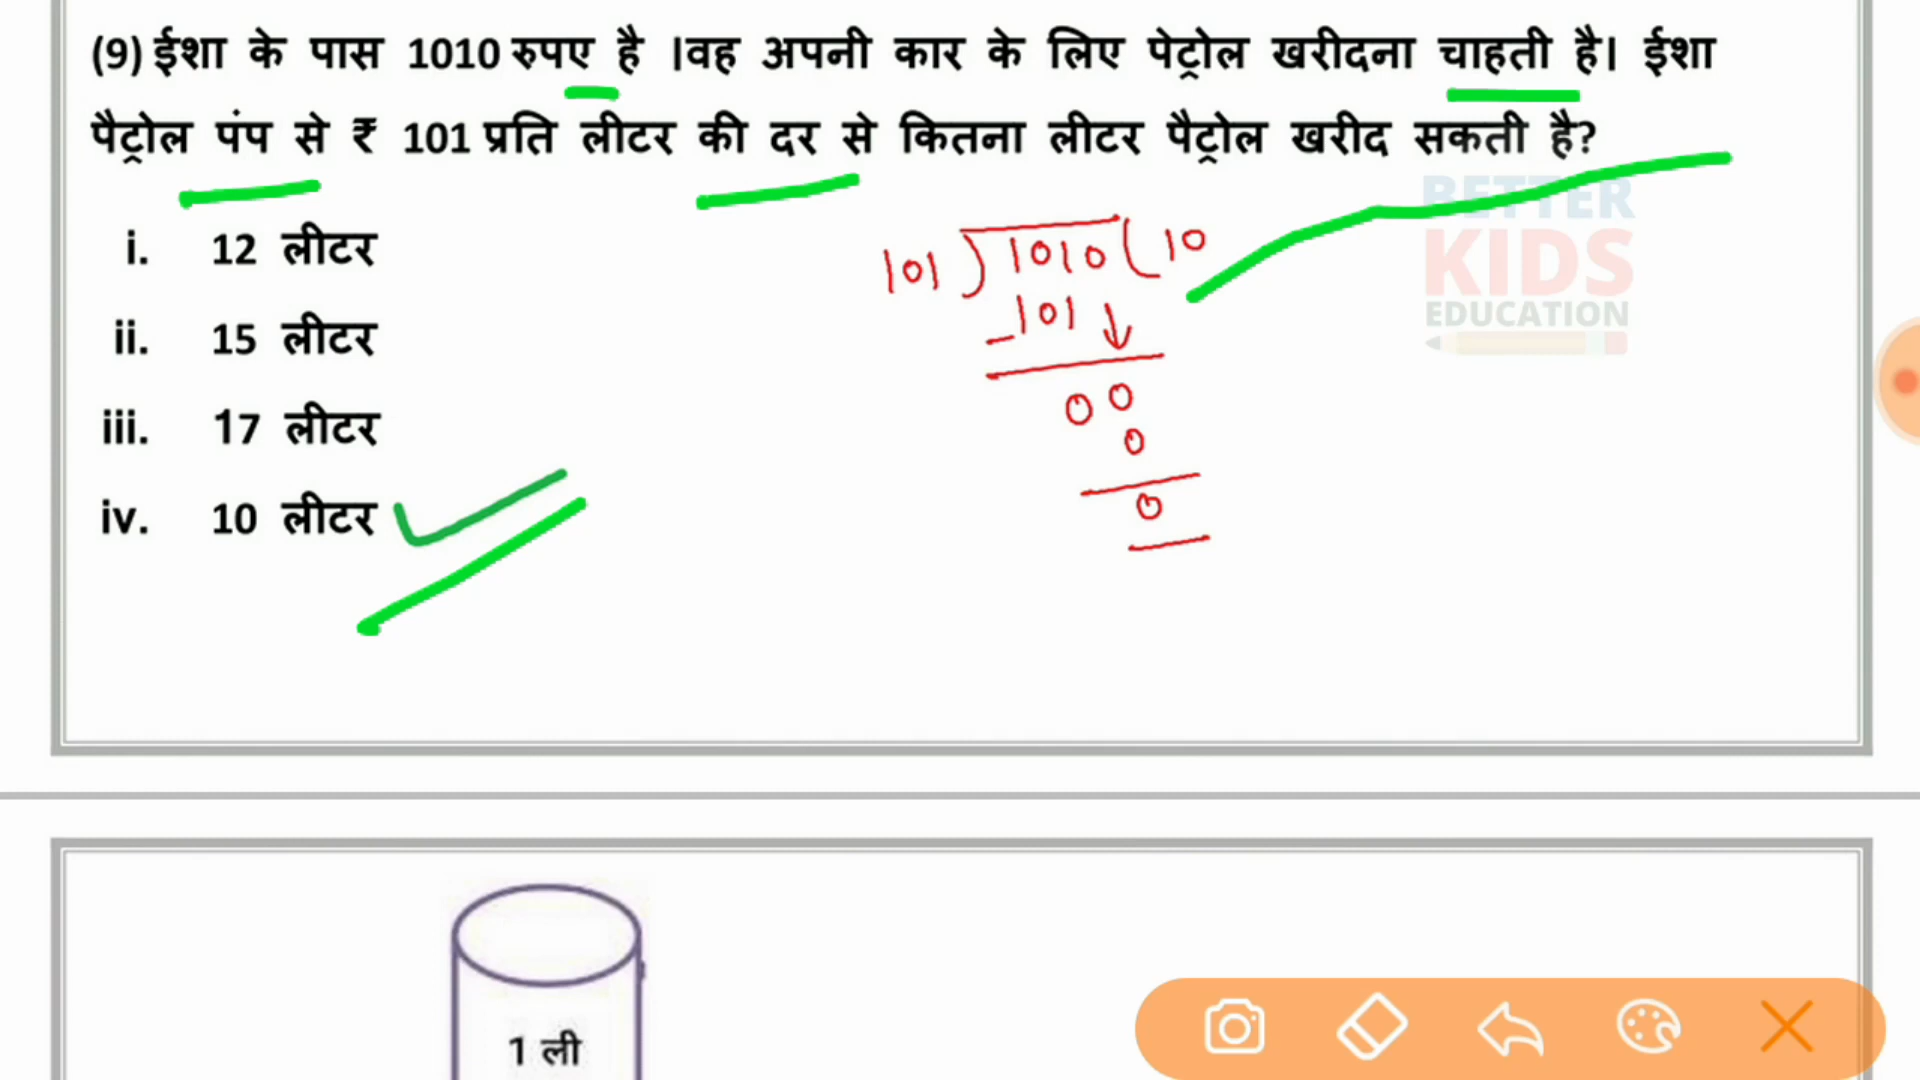 (9) ईशा के पास 1010 रुपए है ।वह अपनी कार के लिए पेट्रोल खरीदना चाहती है। ईशा
पैट्रोल पंप से ₹ 101 प्रति लीटर की दर से कितना लीटर पैट्रोल खरीद सकती है?
i. 12 लीटर
ii. 15 लीटर
iii. 17 लीटर
iv. 10 लीटर
101 ) 1010 ( 10
-101 ↓
0 0
0
0
BETTER
KIDS
EDUCATION
1 ली